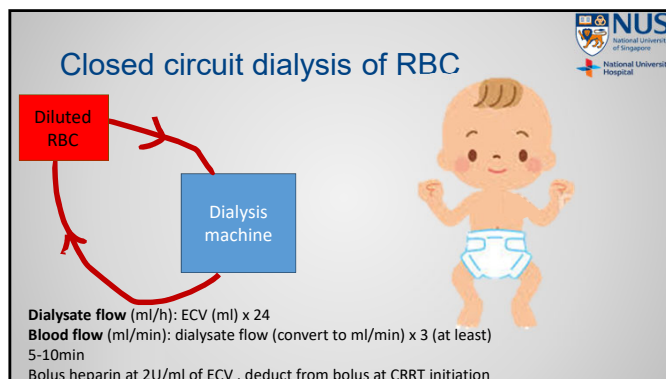 NUS
National University
of Singapore
National University
Hospital
Closed circuit dialysis of RBC
Diluted
RBC
Dialysis
machine
Dialysate flow (ml/h): ECV (ml) x 24
Blood flow (ml/min): dialysate flow (convert to ml/min) x 3 (at least)
5-10min
Bolus heparin at 2U/ml of ECV , deduct from bolus at CRRT initiation